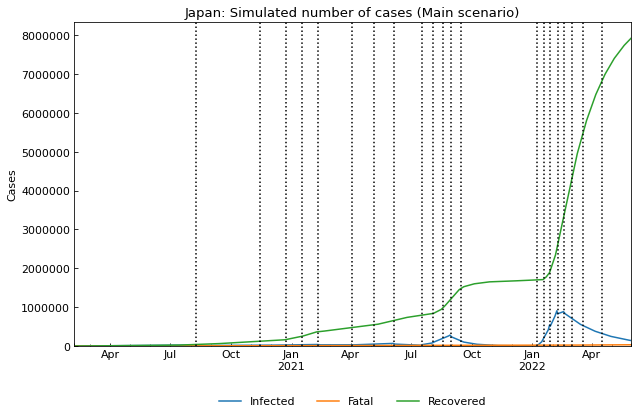 Japan: Simulated number of cases (Main scenario)
8000000
7000000
6000000
5000000
4000000
3000000
2000000
1000000
0
Cases
Apr Jul Oct Jan Apr Jul Oct Jan Apr
2021 2022
Infected Fatal Recovered